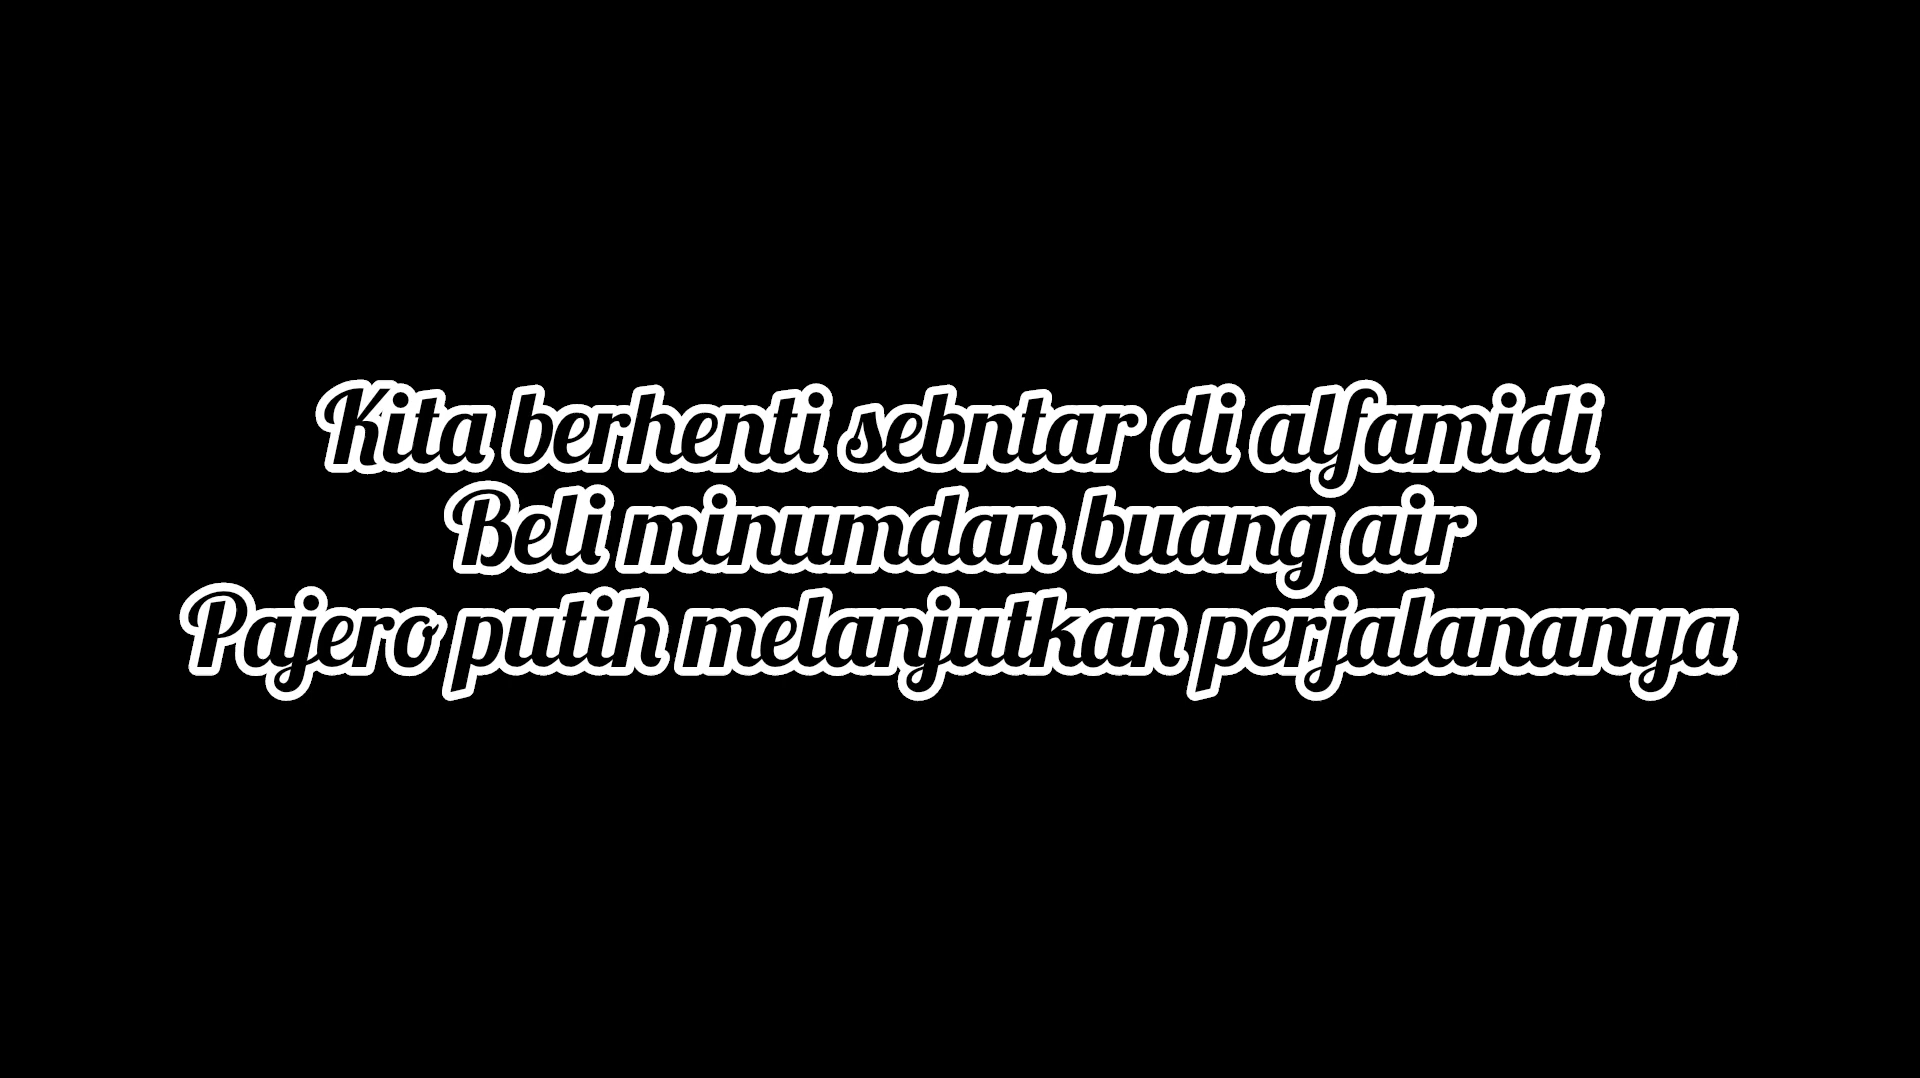 Kita berhenti sebntar di alfamidi
Beli minumdan buang air
Pajero putih melanjutkan perjalananya